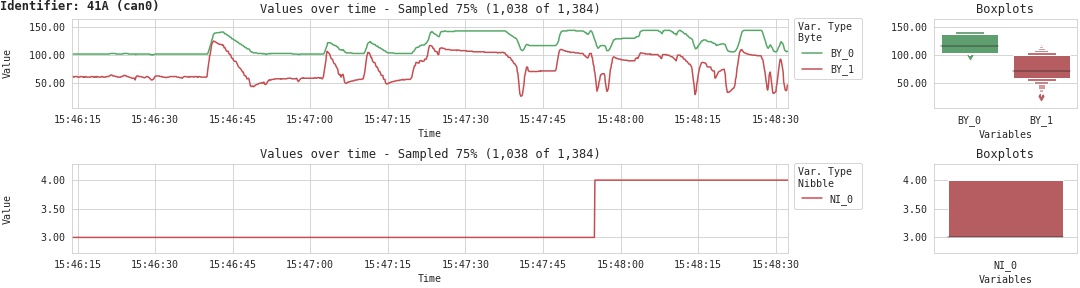 Identifier: 41A (can0)
Values over time - Sampled 75% (1,038 of 1,384)
Value
150.00
100.00
50.00
15:46:15 15:46:30 15:46:45 15:47:00 15:47:15 15:47:30 15:47:45 15:48:00 15:48:15 15:48:30
Time
Var. Type
Byte
BY_0
BY_1
Boxplots
150.00
100.00
50.00
BY_0 BY_1
Variables
Values over time - Sampled 75% (1,038 of 1,384)
Value
4.00
3.50
3.00
15:46:15 15:46:30 15:46:45 15:47:00 15:47:15 15:47:30 15:47:45 15:48:00 15:48:15 15:48:30
Time
Var. Type
Nibble
NI_0
Boxplots
4.00
3.50
3.00
NI_0
Variables